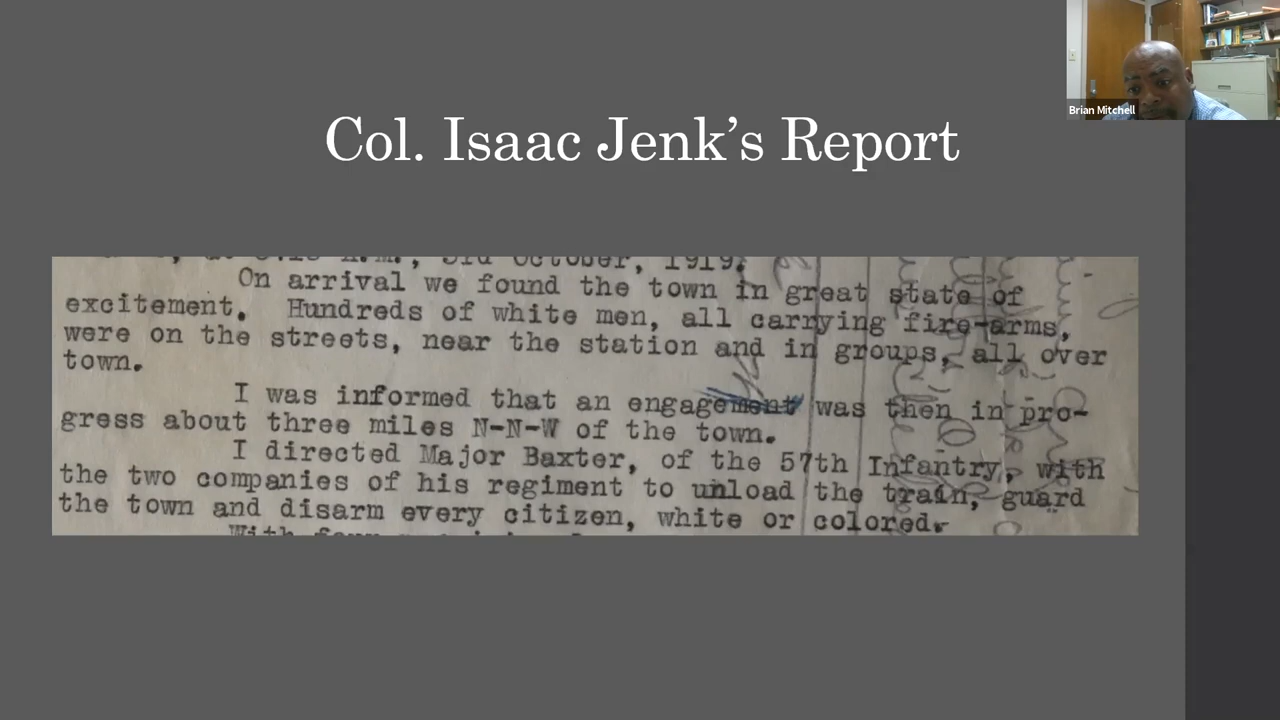 Brian Mitchell
Col. Isaac Jenk's Report
3rd October, 1919.
On arrival we found the town in great state of
excitement. Hundreds of white men, all carrying fire-arms,
were on the streets, near the station and in groups, all over
town.
I was informed that an engagement was then in pro-
gress about three miles N-N-W of the town.
I directed Major Baxter, of the 57th Infantry, with
the two companies of his regiment to unload the train, guard
the town and disarm every citizen, white or colored.